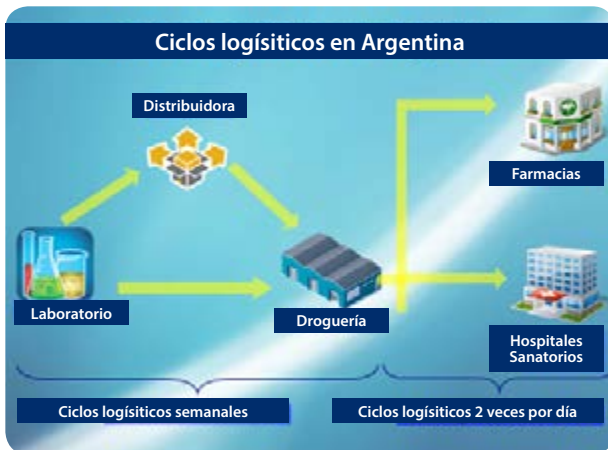 Ciclos logísiticos en Argentina
Distribuidora
Farmacias
Laboratorio
Droguería
Hospitales
Sanatorios
Ciclos logísiticos semanales
Ciclos logísiticos 2 veces por día